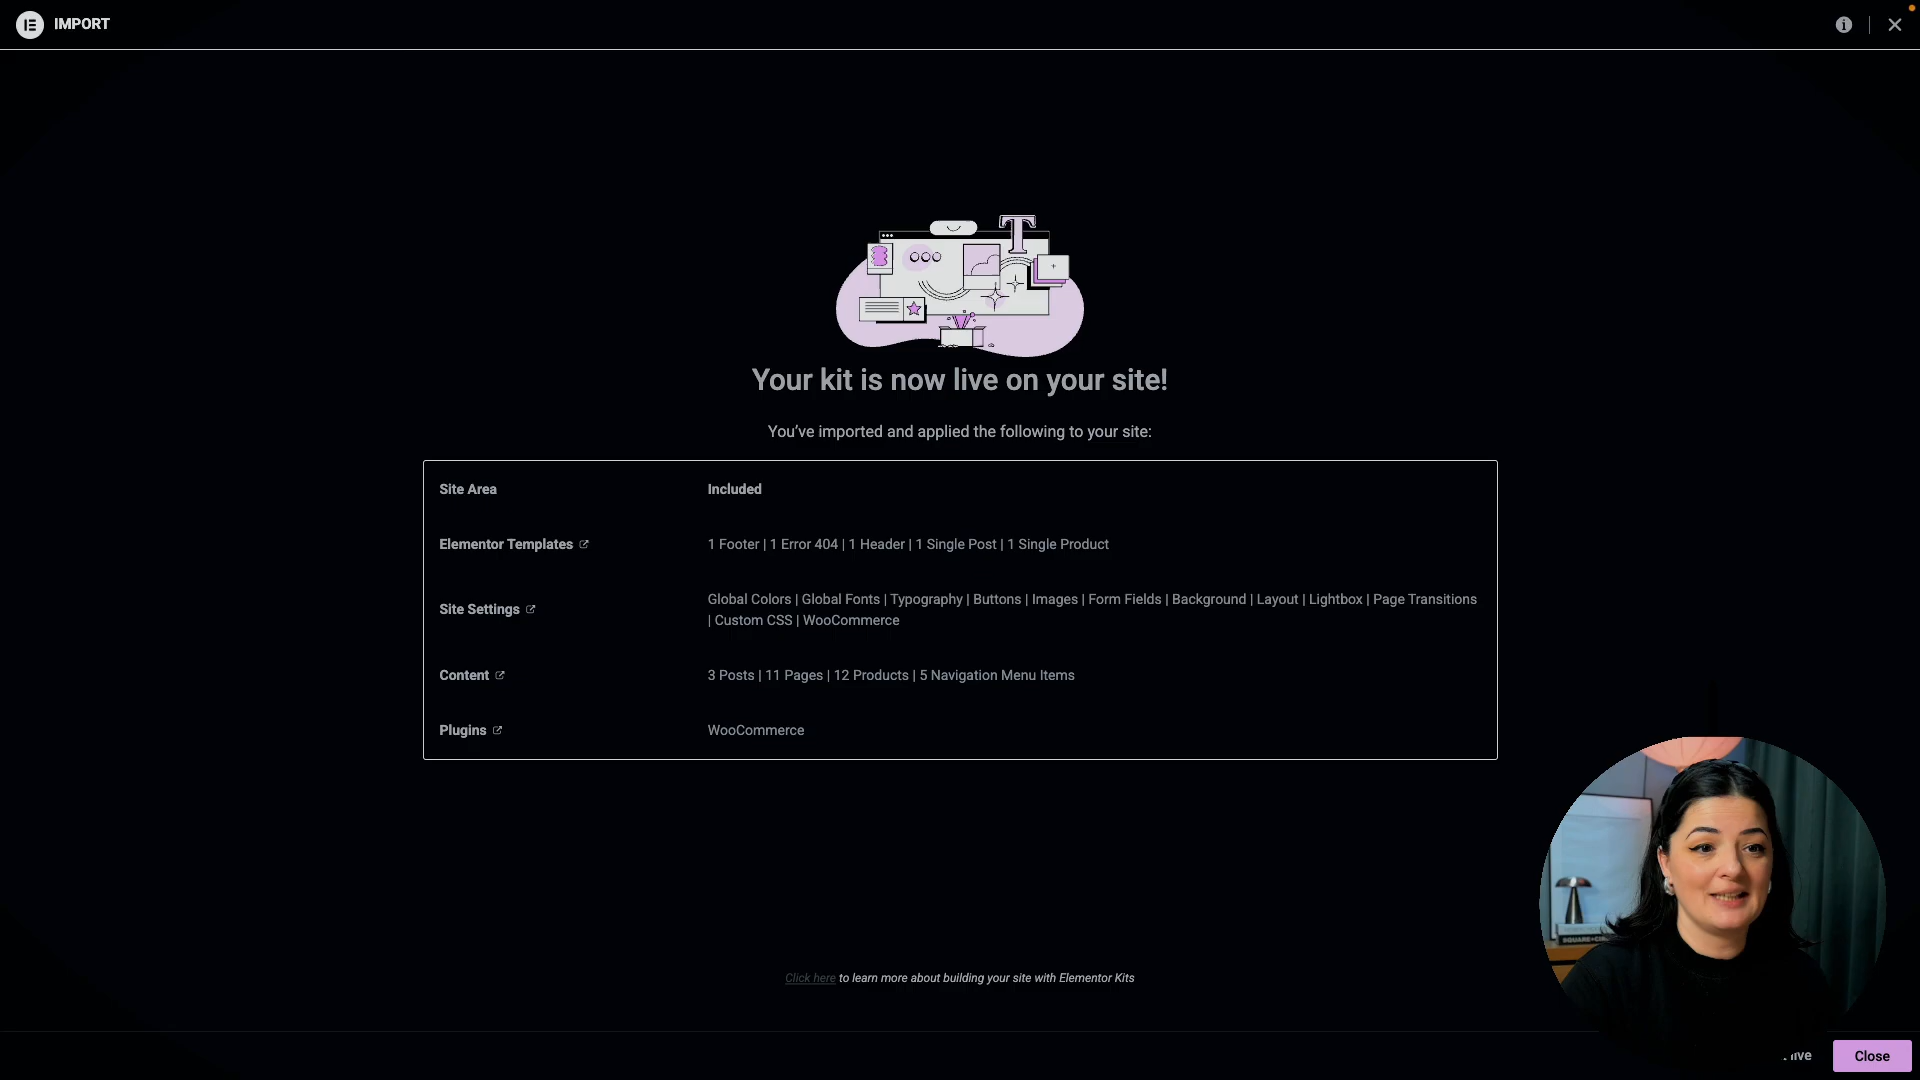 IMPORT
Your kit is now live on your site!
You’ve imported and applied the following to your site:
Site Area Included
Elementor Templates 1 Footer | 1 Error 404 | 1 Header | 1 Single Post | 1 Single Product
Site Settings Global Colors | Global Fonts | Typography | Buttons | Images | Form Fields | Background | Layout | Lightbox | Page Transitions
| Custom CSS | WooCommerce
Content 3 Posts | 11 Pages | 12 Products | 5 Navigation Menu Items
Plugins WooCommerce
Click here to learn more about building your site with Elementor Kits
Close